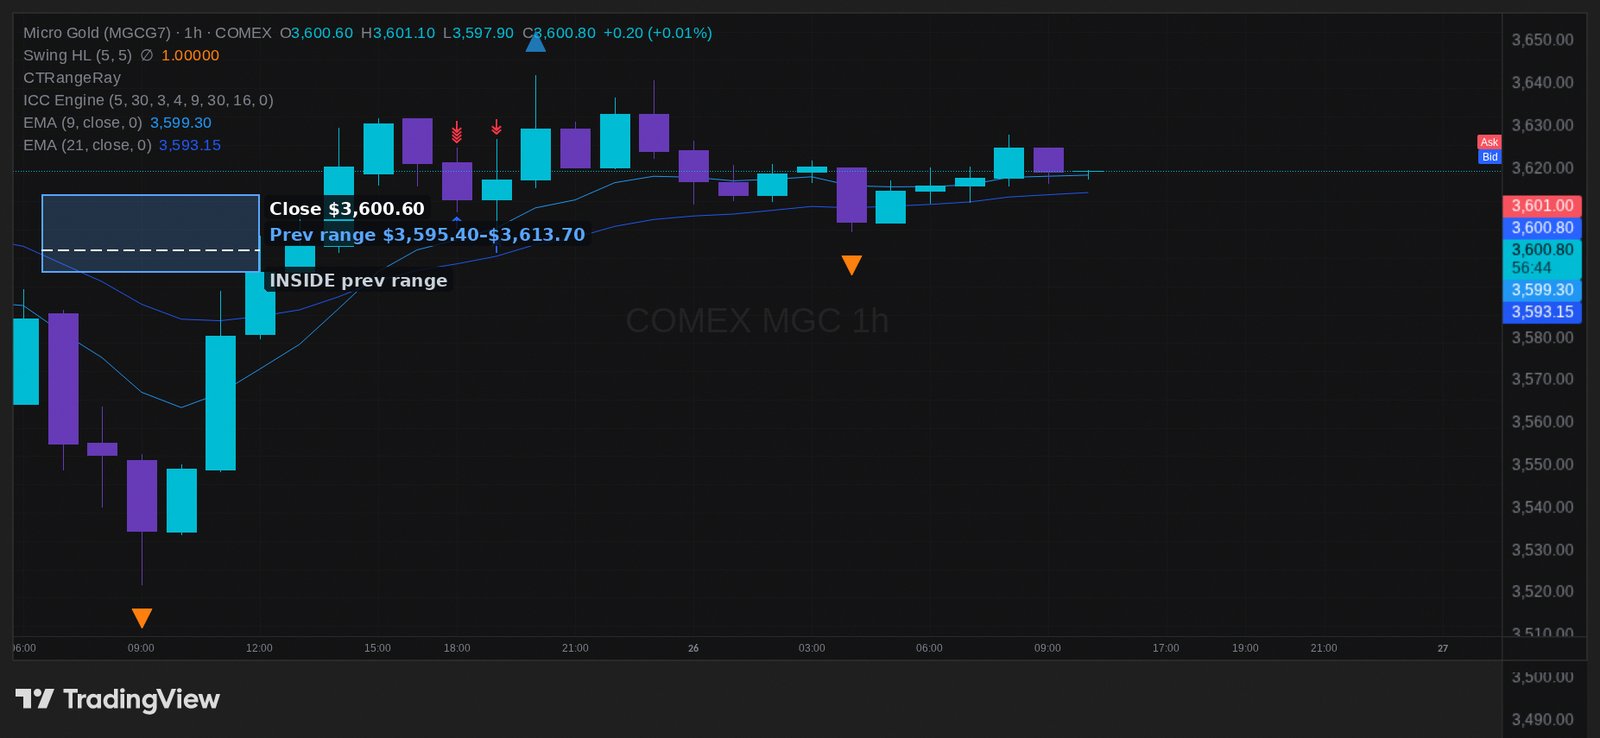 Micro Gold (MGCG7) · 1h · COMEX O3,600.60 H3,601.10 L3,597.90 C3,600.80 +0.20 (+0.01%)
Swing HL (5, 5) ∅ 1.00000
CTRangeRay
ICC Engine (5, 30, 3, 4, 9, 30, 16, 0)
EMA (9, close, 0) 3,599.30
EMA (21, close, 0) 3,593.15
Close $3,600.60
Prev range $3,595.40–$3,613.70
INSIDE prev range
COMEX MGC 1h
3,650.00
3,640.00
3,630.00
Ask
Bid
3,620.00
3,601.00
3,600.80
3,600.80
56:44
3,599.30
3,593.15
3,580.00
3,570.00
3,560.00
3,550.00
3,540.00
3,530.00
3,520.00
3,510.00
06:00 09:00 12:00 15:00 18:00 21:00 26 03:00 06:00 09:00 17:00 19:00 21:00 27
3,500.00
3,490.00
TradingView